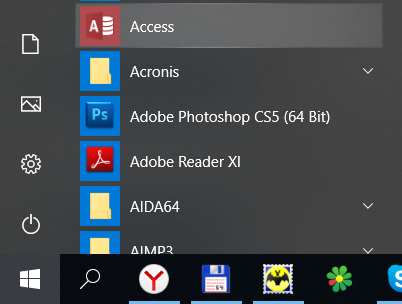 Access
Acronis
Adobe Photoshop CS5 (64 Bit)
Adobe Reader XI
AIDA64
AIMP3